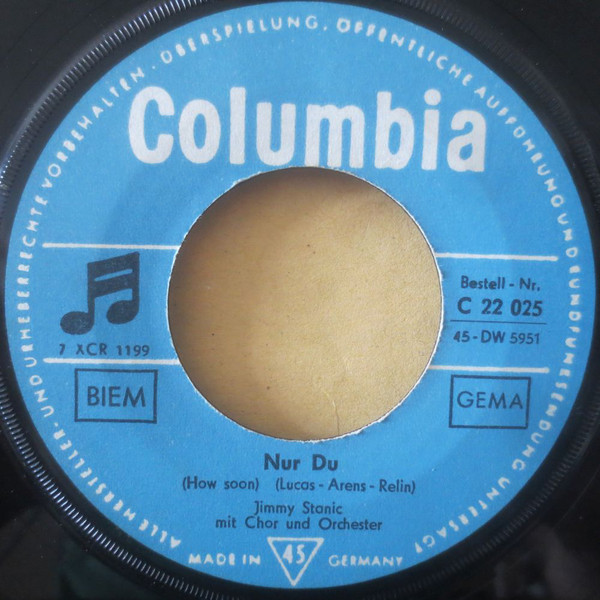 ALLE HERSTELLER- UND URHEBERRECHTE VORBEHALTEN. ÜBERSPIELUNG, ÖFFENTLICHE AUFFÜHRUNG UND RUNDFUNKSENDUNG UNTERSAGT
Columbia
7 XCR 1199
Bestell-Nr.
C 22 025
45-DW 5951
BIEM
GEMA
Nur Du
(How soon) (Lucas-Arens-Relin)
Jimmy Stanic
mit Chor und Orchester
MADE IN 45 GERMANY